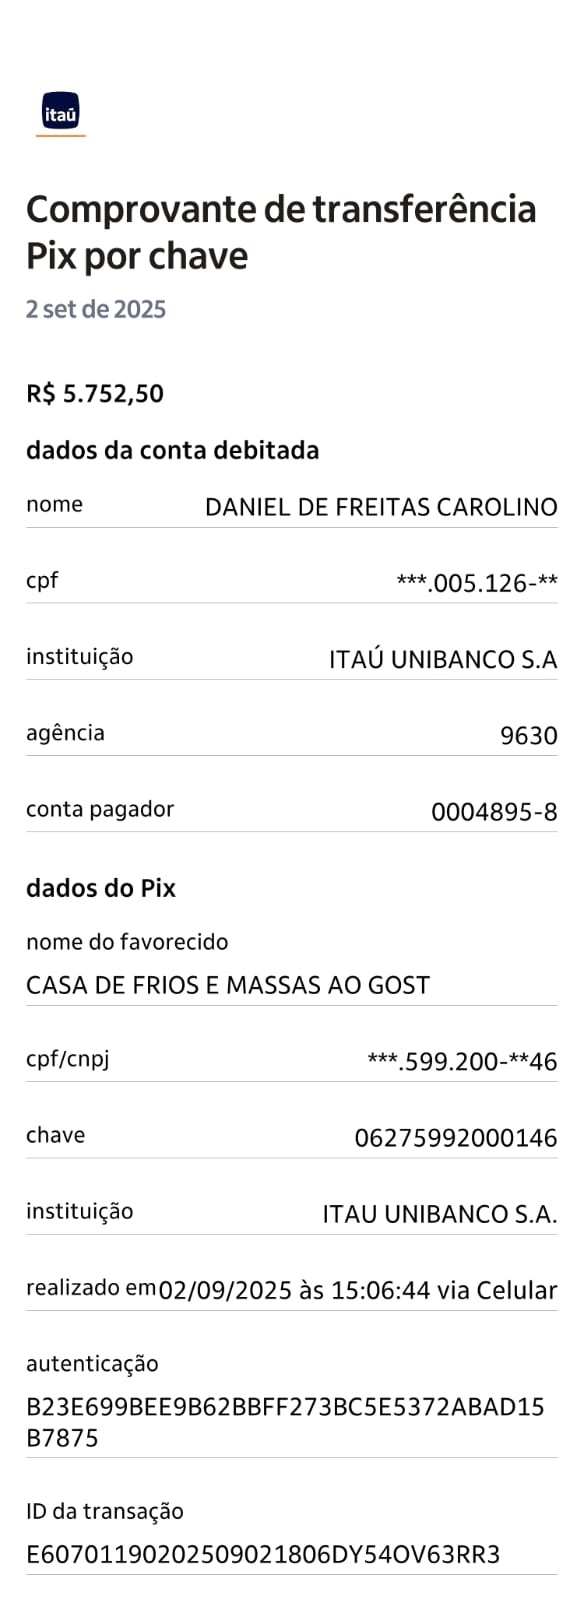 itaú
Comprovante de transferência
Pix por chave
2 set de 2025
R$ 5.752,50
dados da conta debitada
nome DANIEL DE FREITAS CAROLINO
cpf ***.005.126-**
instituição ITAÚ UNIBANCO S.A
agência 9630
conta pagador 0004895-8
dados do Pix
nome do favorecido
CASA DE FRIOS E MASSAS AO GOST
cpf/cnpj ***.599.200-**46
chave 06275992000146
instituição ITAU UNIBANCO S.A.
realizado em 02/09/2025 às 15:06:44 via Celular
autenticação
B23E699BEE9B62BBFF273BC5E5372ABAD15
B7875
ID da transação
E60701190202509021806DY54OV63RR3